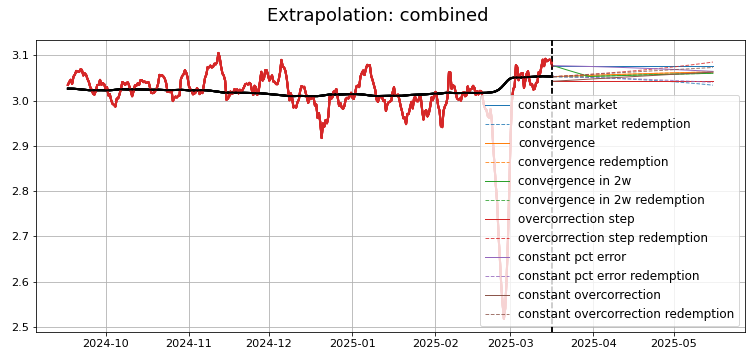 Extrapolation: combined
3.1
3.0
2.9
2.8
2.7
2.6
2.5
constant market
constant market redemption
convergence
convergence redemption
convergence in 2w
convergence in 2w redemption
overcorrection step
overcorrection step redemption
constant pct error
constant pct error redemption
constant overcorrection
constant overcorrection redemption
2024-10 2024-11 2024-12 2025-01 2025-02 2025-03 2025-04 2025-05